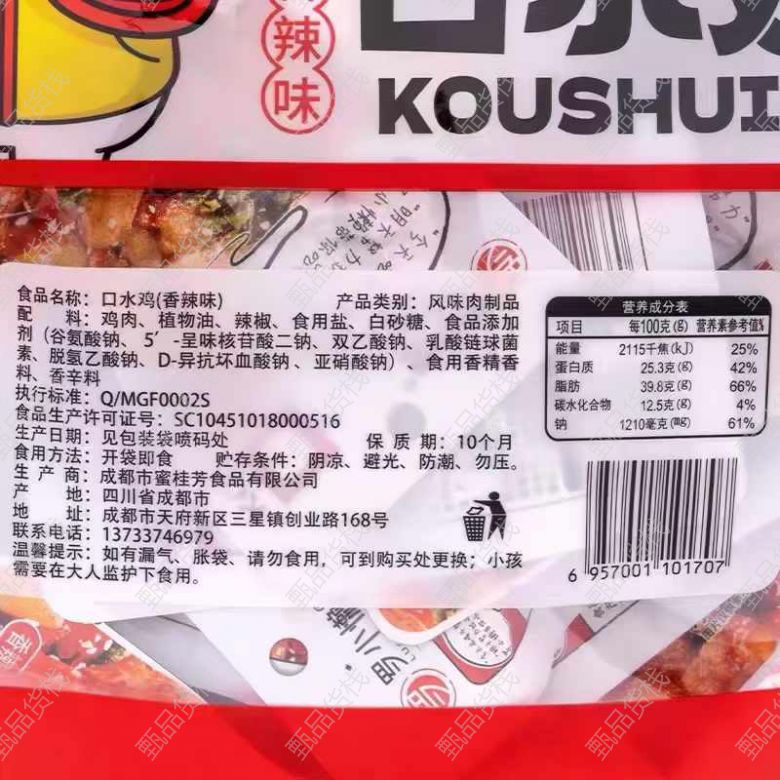 辣味
KOUSHUI
食品名称：口水鸡(香辣味) 产品类别：风味肉制品
配 料：鸡肉、植物油、辣椒、食用盐、白砂糖、食品添加
剂（谷氨酸钠、5′-呈味核苷酸二钠、双乙酸钠、乳酸链球菌
素、脱氢乙酸钠、D-异抗坏血酸钠、亚硝酸钠）、食用香精香
料、香辛料
执行标准：Q/MGF0002S
食品生产许可证号：SC10451018000516
生产日期：见包装袋喷码处 保 质 期：10个月
食用方法：开袋即食 贮存条件：阴凉、避光、防潮、勿压。
生 产 商：成都市蜜桂芳食品有限公司
产 地：四川省成都市
地 址：成都市天府新区三星镇创业路168号
联系电话：13733746979
温馨提示：如有漏气、胀袋、请勿食用，可到购买处更换；小孩
需要在大人监护下食用。
营养成分表
项目 每100克(g) 营养素参考值%
能量 2115千焦(kJ) 25%
蛋白质 25.3克(g) 42%
脂肪 39.8克(g) 66%
碳水化合物 12.5克(g) 4%
钠 1210毫克(mg) 61%
6 957001 101707
香辣
甄品货栈